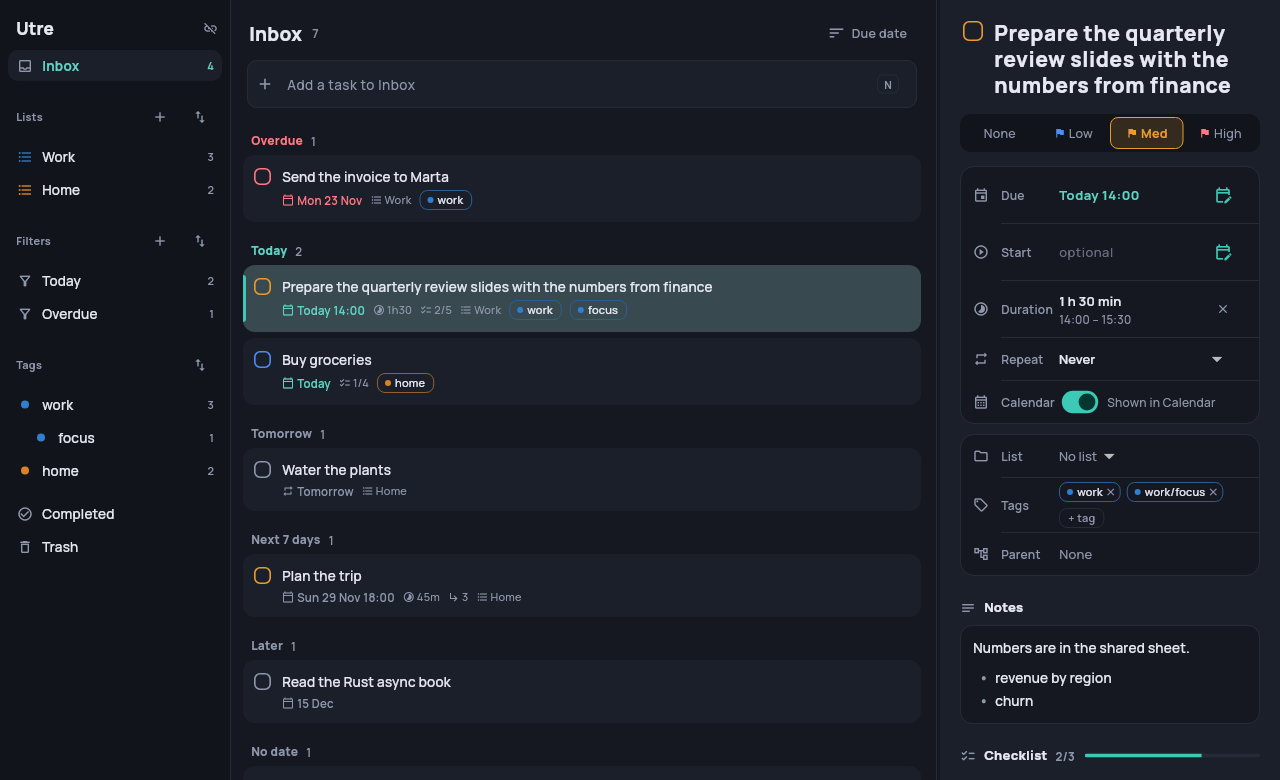 Utre
Inbox 4
Lists
Work 3
Home 2
Filters
Today 2
Overdue 1
Tags
work 3
focus 1
home 2
Completed
Trash
Inbox 7
Due date
Add a task to Inbox N
Overdue 1
Send the invoice to Marta
Mon 23 Nov Work work
Today 2
Prepare the quarterly review slides with the numbers from finance
Today 14:00 1h30 2/5 Work work focus
Buy groceries
Today 1/4 home
Tomorrow 1
Water the plants
Tomorrow Home
Next 7 days 1
Plan the trip
Sun 29 Nov 18:00 45m 3 Home
Later 1
Read the Rust async book
15 Dec
No date 1
Prepare the quarterly
review slides with the
numbers from finance
None Low Med High
Due Today 14:00
Start optional
Duration 1 h 30 min
14:00 – 15:30
Repeat Never
Calendar Shown in Calendar
List No list
Tags work × work/focus ×
+ tag
Parent None
Notes
Numbers are in the shared sheet.
• revenue by region
• churn
Checklist 2/3